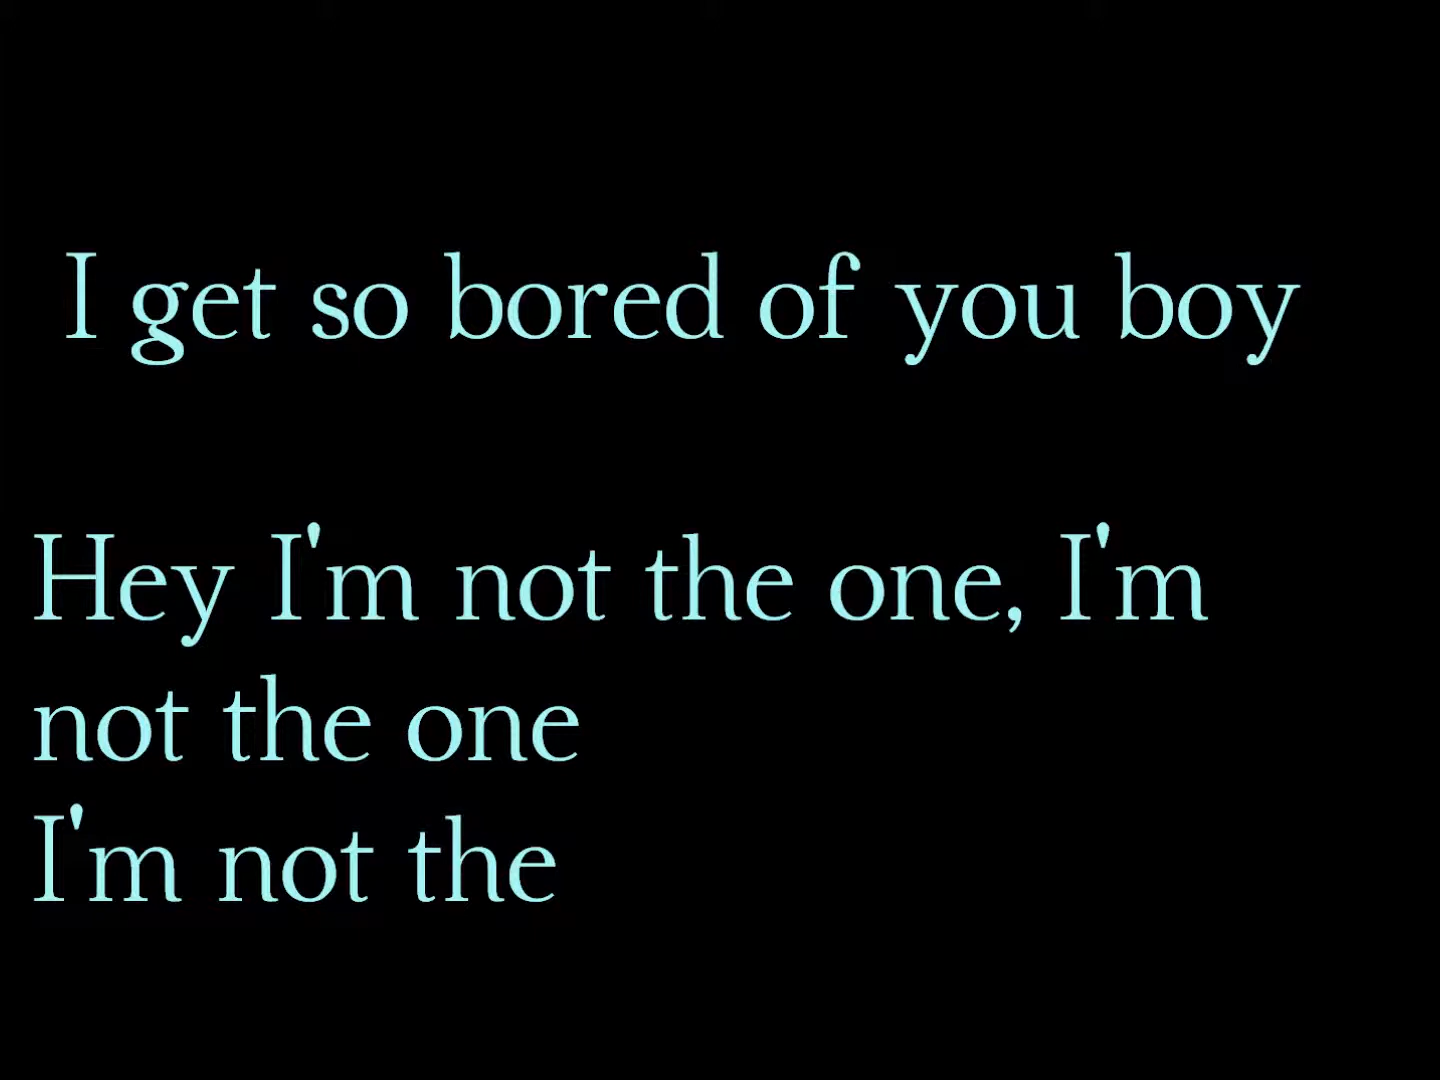 I get so bored of you boy
Hey I'm not the one, I'm
not the one
I'm not the